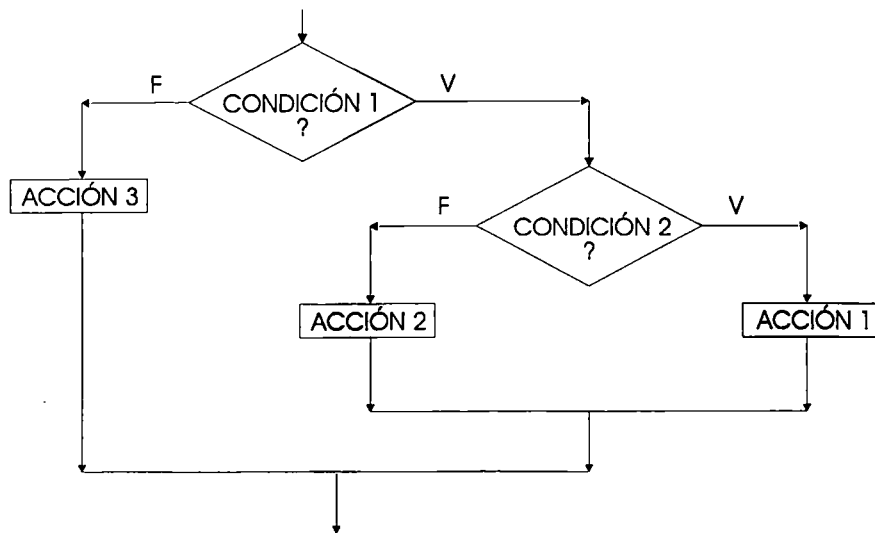 F
V
CONDICIÓN 1
?
ACCIÓN 3
F
V
CONDICIÓN 2
?
ACCIÓN 2
ACCIÓN 1